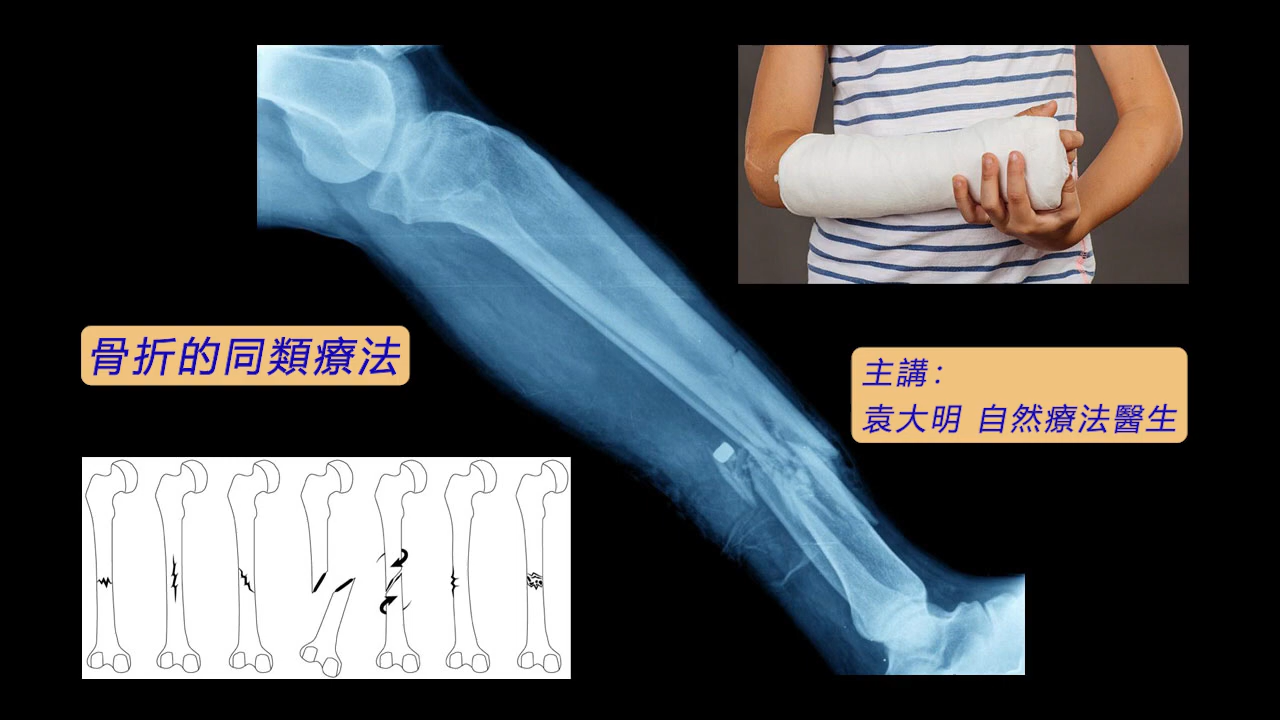 骨折的同類療法
主講：
袁大明 自然療法醫生